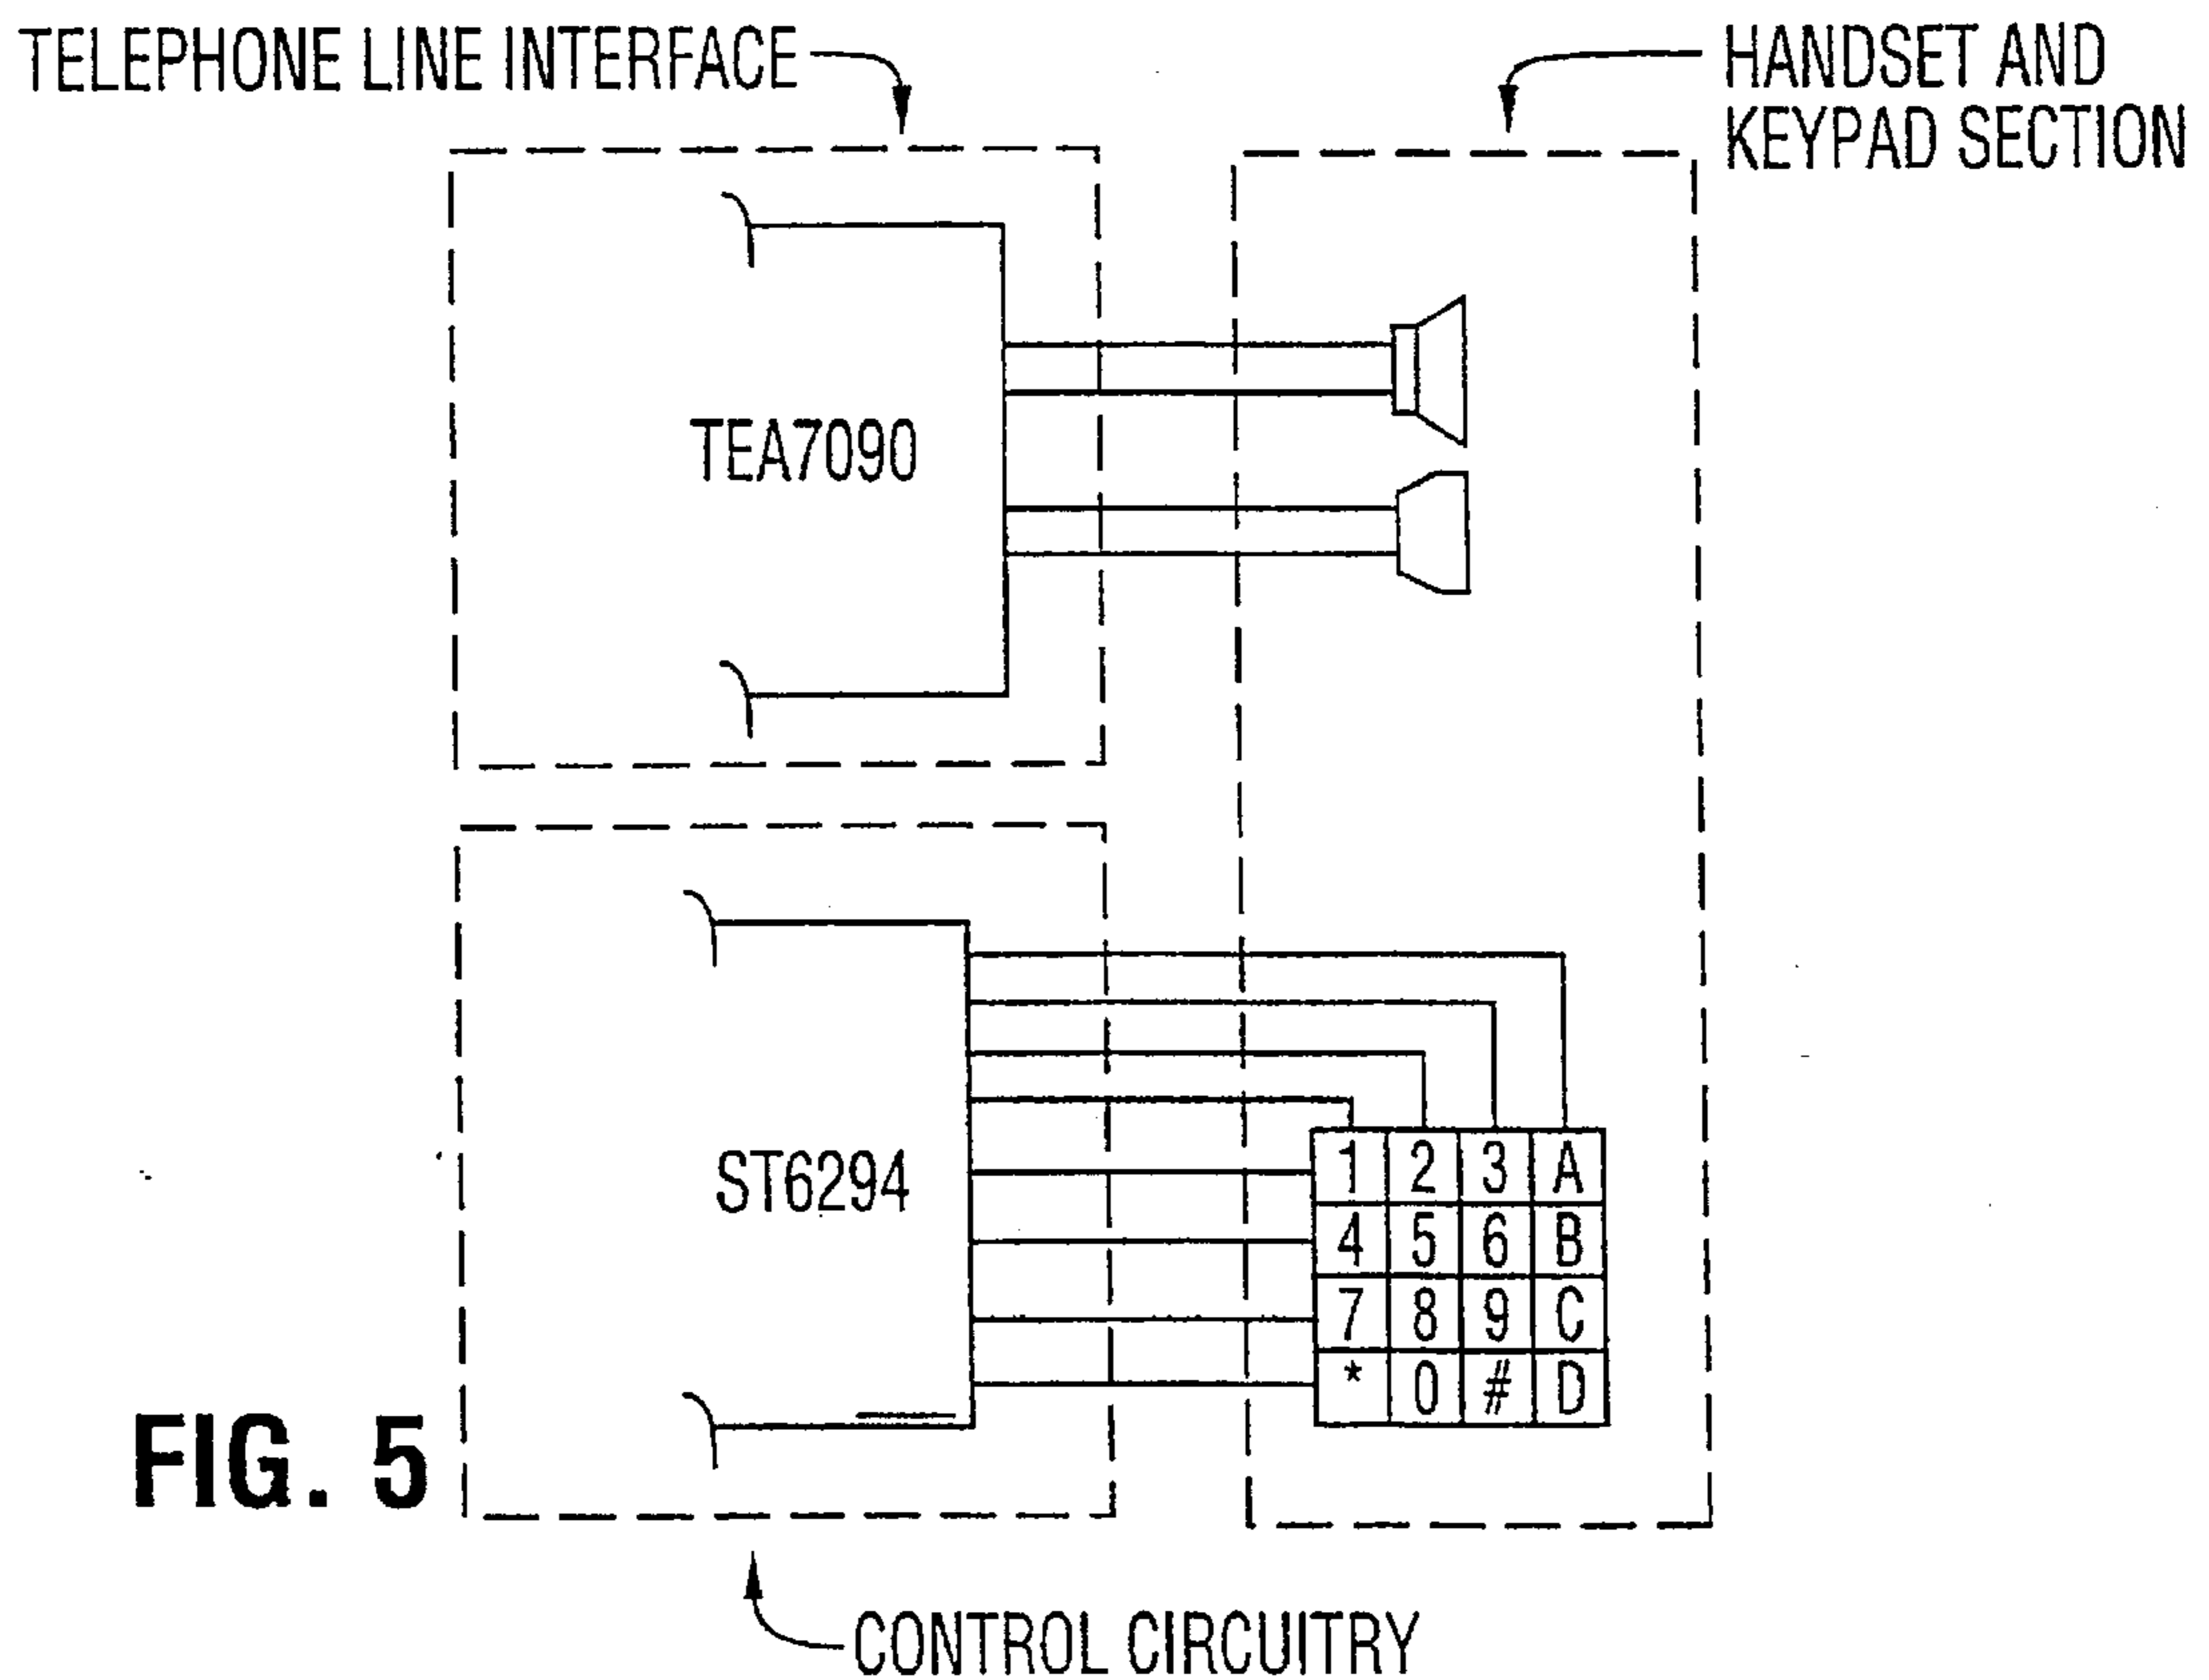 TELEPHONE LINE INTERFACE
HANDSET AND
KEYPAD SECTION
TEA7090
ST6294
1 2 3 A
4 5 6 B
7 8 9 C
* 0 # D
FIG. 5
CONTROL CIRCUITRY